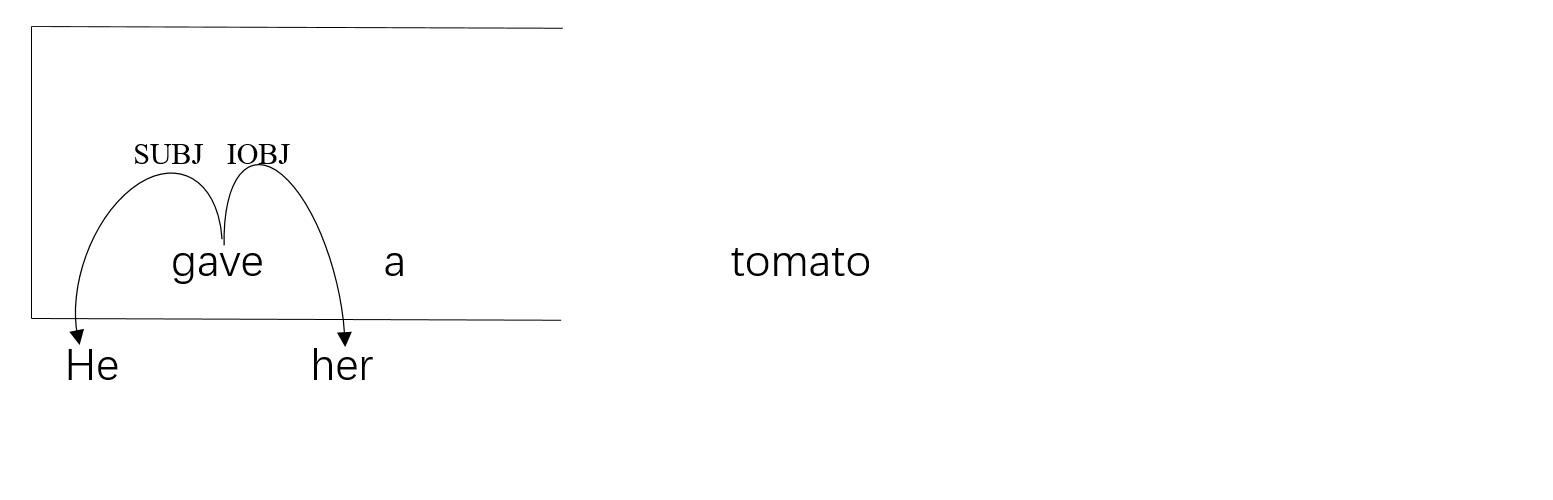 SUBJ IOBJ
gave a tomato
He her